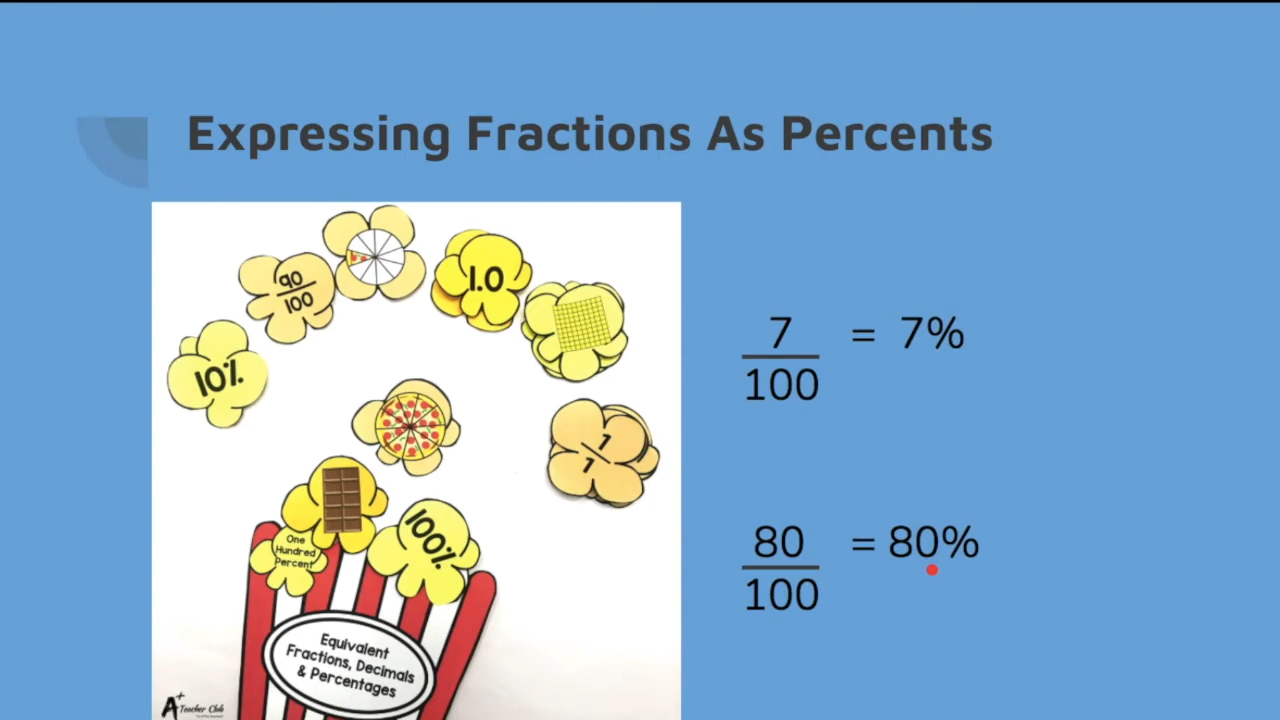 Expressing Fractions As Percents
90
100
1.0
10%
1
1
100%
One
Hundred
Percent
Equivalent
Fractions, Decimals
& Percentages
A+ Teacher Club
7
100
= 7%
80
100
= 80%